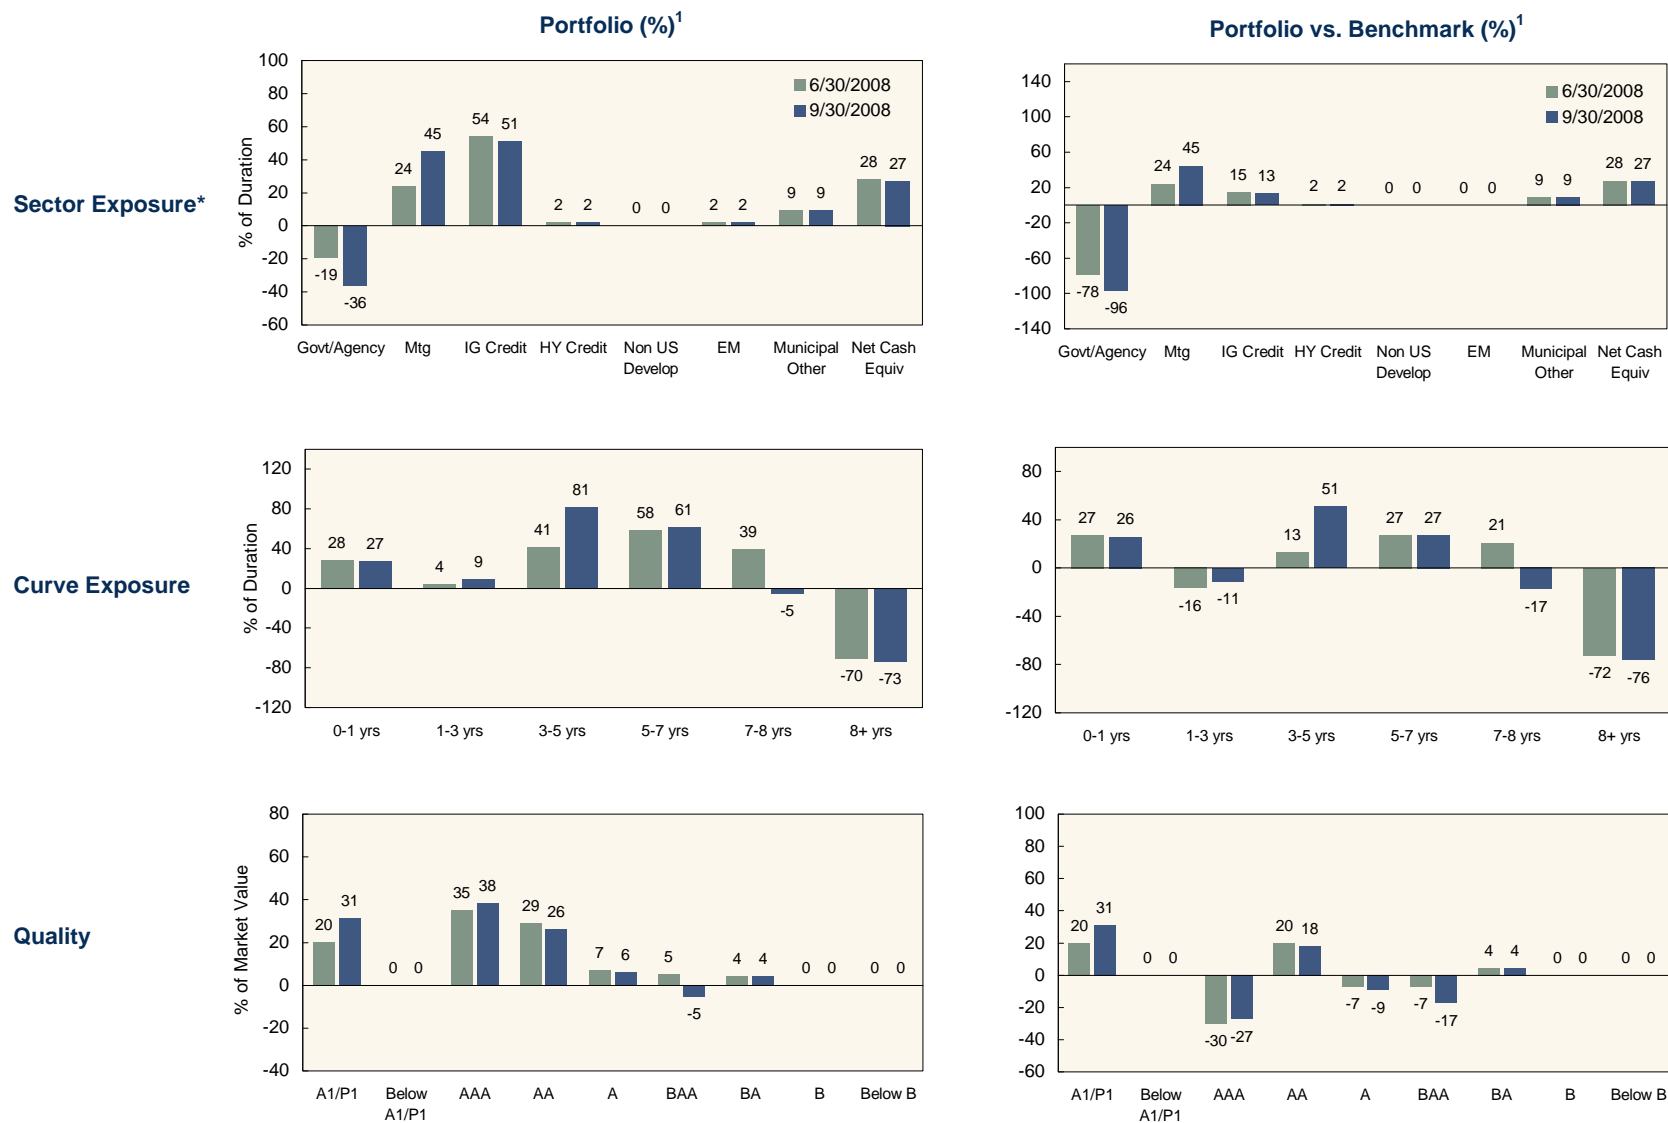 Portfolio (%)1
Portfolio vs. Benchmark (%)1
Sector Exposure*
% of Duration
100
80
60
40
20
0
-20
-40
-60
6/30/2008
9/30/2008
-19 -36 24 45 54 51 2 2 0 0 2 2 9 9 28 27
Govt/Agency Mtg IG Credit HY Credit Non US EM Municipal Net Cash
Develop Other Equiv
140
100
60
20
-20
-60
-100
-140
6/30/2008
9/30/2008
-78 -96 24 45 15 13 2 2 0 0 0 0 9 9 28 27
Govt/Agency Mtg IG Credit HY Credit Non US EM Municipal Net Cash
Develop Other Equiv
Curve Exposure
% of Duration
120
80
40
0
-40
-80
-120
28 27 4 9 41 81 58 61 39 -5 -70 -73
0-1 yrs 1-3 yrs 3-5 yrs 5-7 yrs 7-8 yrs 8+ yrs
80
40
0
-40
-80
-120
27 26 -16 -11 13 51 27 27 21 -17 -72 -76
0-1 yrs 1-3 yrs 3-5 yrs 5-7 yrs 7-8 yrs 8+ yrs
Quality
% of Market Value
80
60
40
20
0
-20
-40
20 31 0 0 35 38 29 26 7 6 5 -5 4 4 0 0 0 0
A1/P1 Below AAA AA A BAA BA B Below B
A1/P1
100
80
60
40
20
0
-20
-40
-60
20 31 0 0 -30 -27 20 18 -7 -9 -7 -17 4 4 0 0 0 0
A1/P1 Below AAA AA A BAA BA B Below B
A1/P1